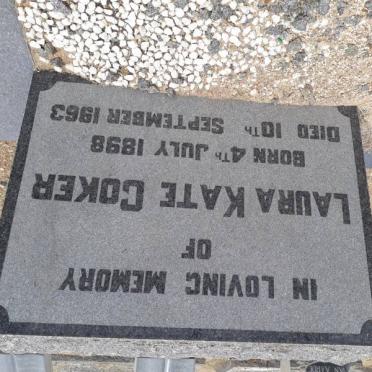 IN LOVING MEMORY
OF
LAURA KATE COKER
BORN 4TH JULY 1898
DIED 10TH SEPTEMBER 1963